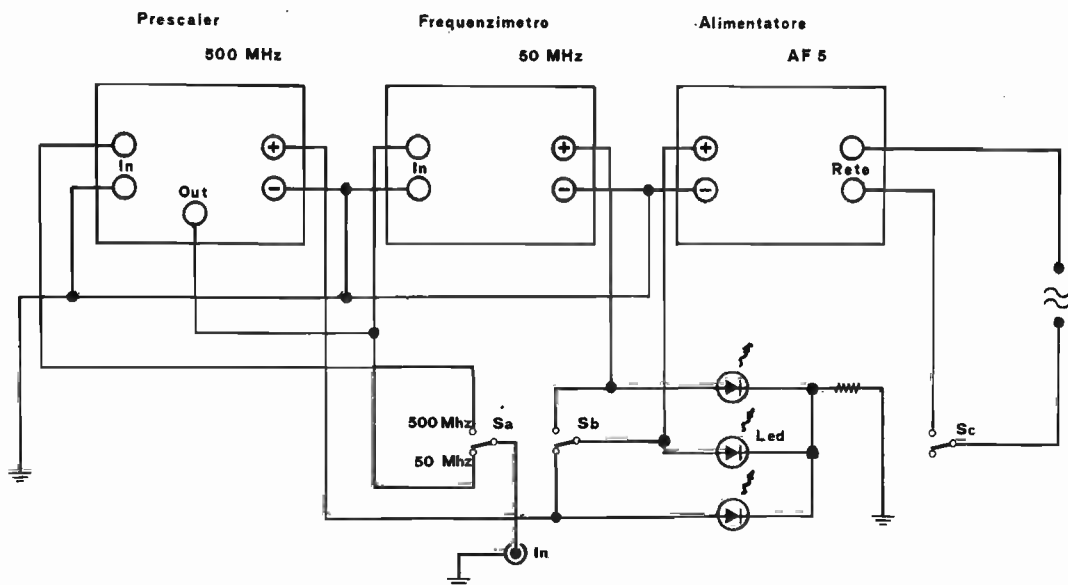 Prescaler
500 MHz
Frequenzimetro
50 MHz
Alimentatore
AF 5
In
Out
+
−
In
+
−
+
−
Rete
500 Mhz
50 Mhz
Sa
Sb
Led
Sc
In